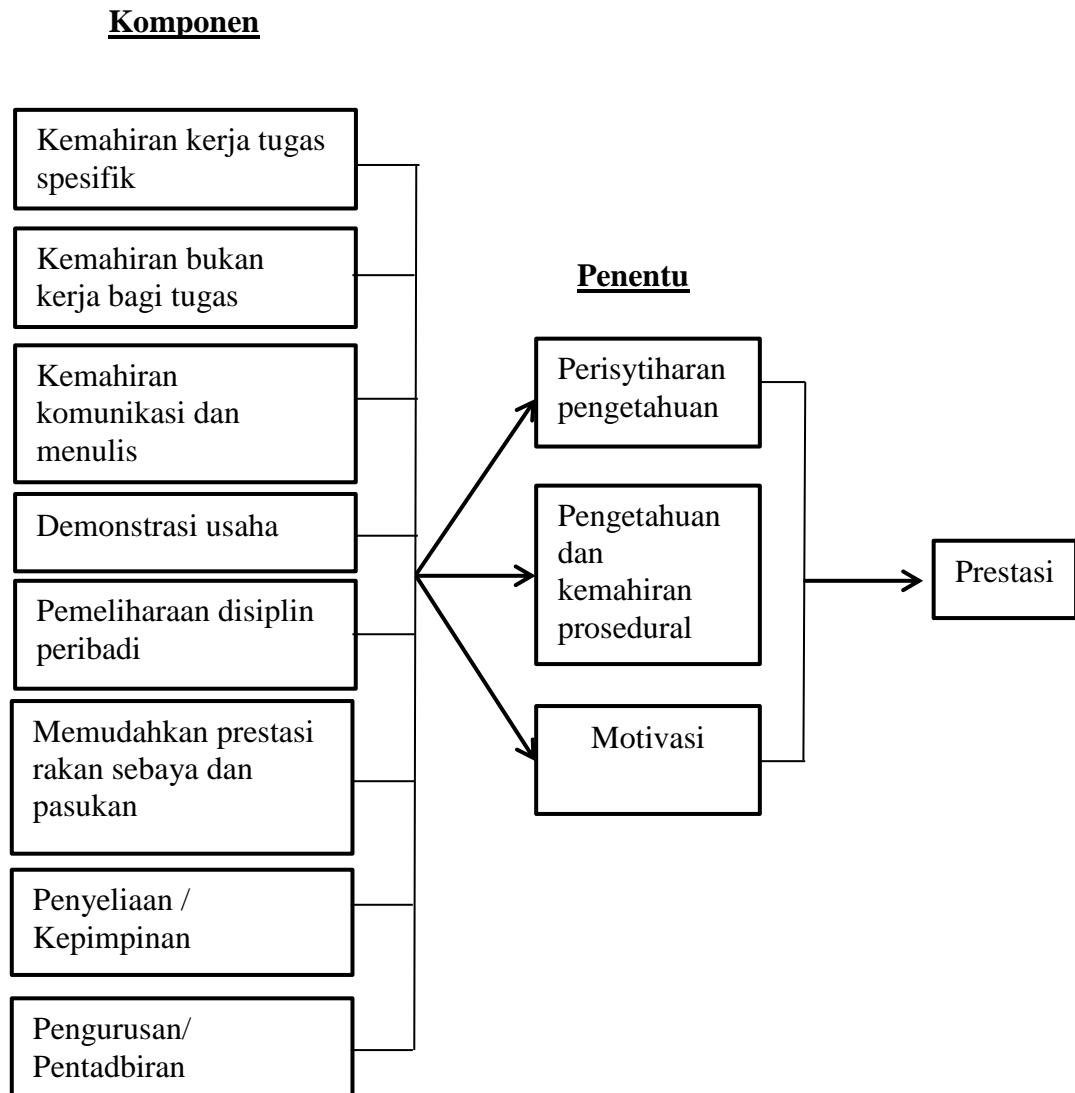 Komponen
Kemahiran kerja tugas
spesifik
Kemahiran bukan
kerja bagi tugas
Kemahiran
komunikasi dan
menulis
Demonstrasi usaha
Pemeliharaan disiplin
peribadi
Memudahkan prestasi
rakan sebaya dan
pasukan
Penyeliaan /
Kepimpinan
Pengurusan/
Pentadbiran
Penentu
Perisytiharan
pengetahuan
Pengetahuan
dan
kemahiran
prosedural
Motivasi
Prestasi